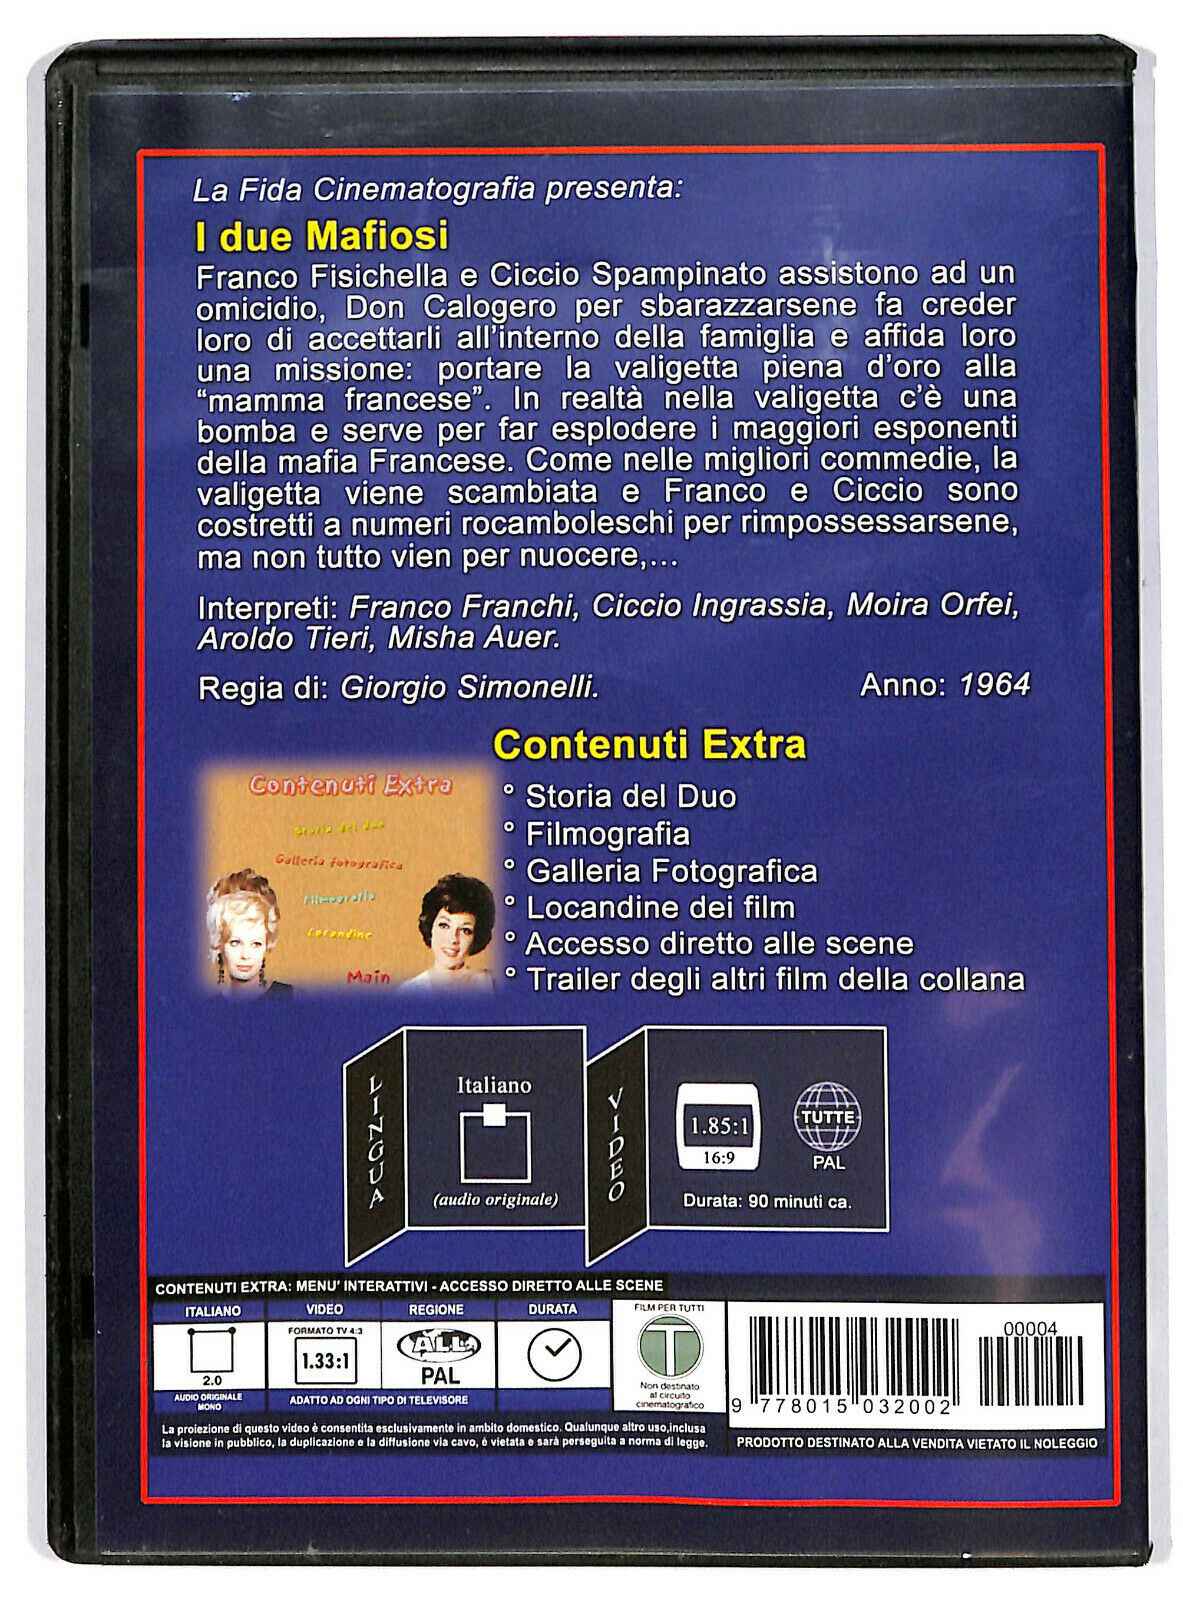 La Fida Cinematografia presenta:
I due Mafiosi
Franco Fisichella e Ciccio Spampinato assistono ad un
omicidio, Don Calogero per sbarazzarsene fa creder
loro di accettarli all'interno della famiglia e affida loro
una missione: portare la valigetta piena d'oro alla
“mamma francese”. In realtà nella valigetta c'è una
bomba e serve per far esplodere i maggiori esponenti
della mafia Francese. Come nelle migliori commedie, la
valigetta viene scambiata e Franco e Ciccio sono
costretti a numeri rocamboleschi per rimpossessarsene,
ma non tutto vien per nuocere,...
Interpreti: Franco Franchi, Ciccio Ingrassia, Moira Orfei,
Aroldo Tieri, Misha Auer.
Regia di: Giorgio Simonelli. Anno: 1964
Contenuti Extra
° Storia del Duo
° Filmografia
° Galleria Fotografica
° Locandine dei film
° Accesso diretto alle scene
° Trailer degli altri film della collana
Contenuti Extra
Storia del duo
Galleria fotografica
Filmografia
Locandine
Main
LINGUA
Italiano
(audio originale)
VIDEO
1.85:1
16:9
TUTTE
PAL
Durata: 90 minuti ca.
CONTENUTI EXTRA: MENU' INTERATTIVI - ACCESSO DIRETTO ALLE SCENE
ITALIANO VIDEO REGIONE DURATA
2.0
AUDIO ORIGINALE
MONO
FORMATO TV 4:3
1.33:1
ADATTO AD OGNI TIPO DI TELEVISORE
ALL
PAL
FILM PER TUTTI
T
Non destinato
al circuito
cinematografico
00004
9 778015 032002
La proiezione di questo video è consentita esclusivamente in ambito domestico. Qualunque altro uso,inclusa
la visione in pubblico, la duplicazione e la diffusione via cavo, è vietata e sarà perseguita a norma di legge.
PRODOTTO DESTINATO ALLA VENDITA VIETATO IL NOLEGGIO